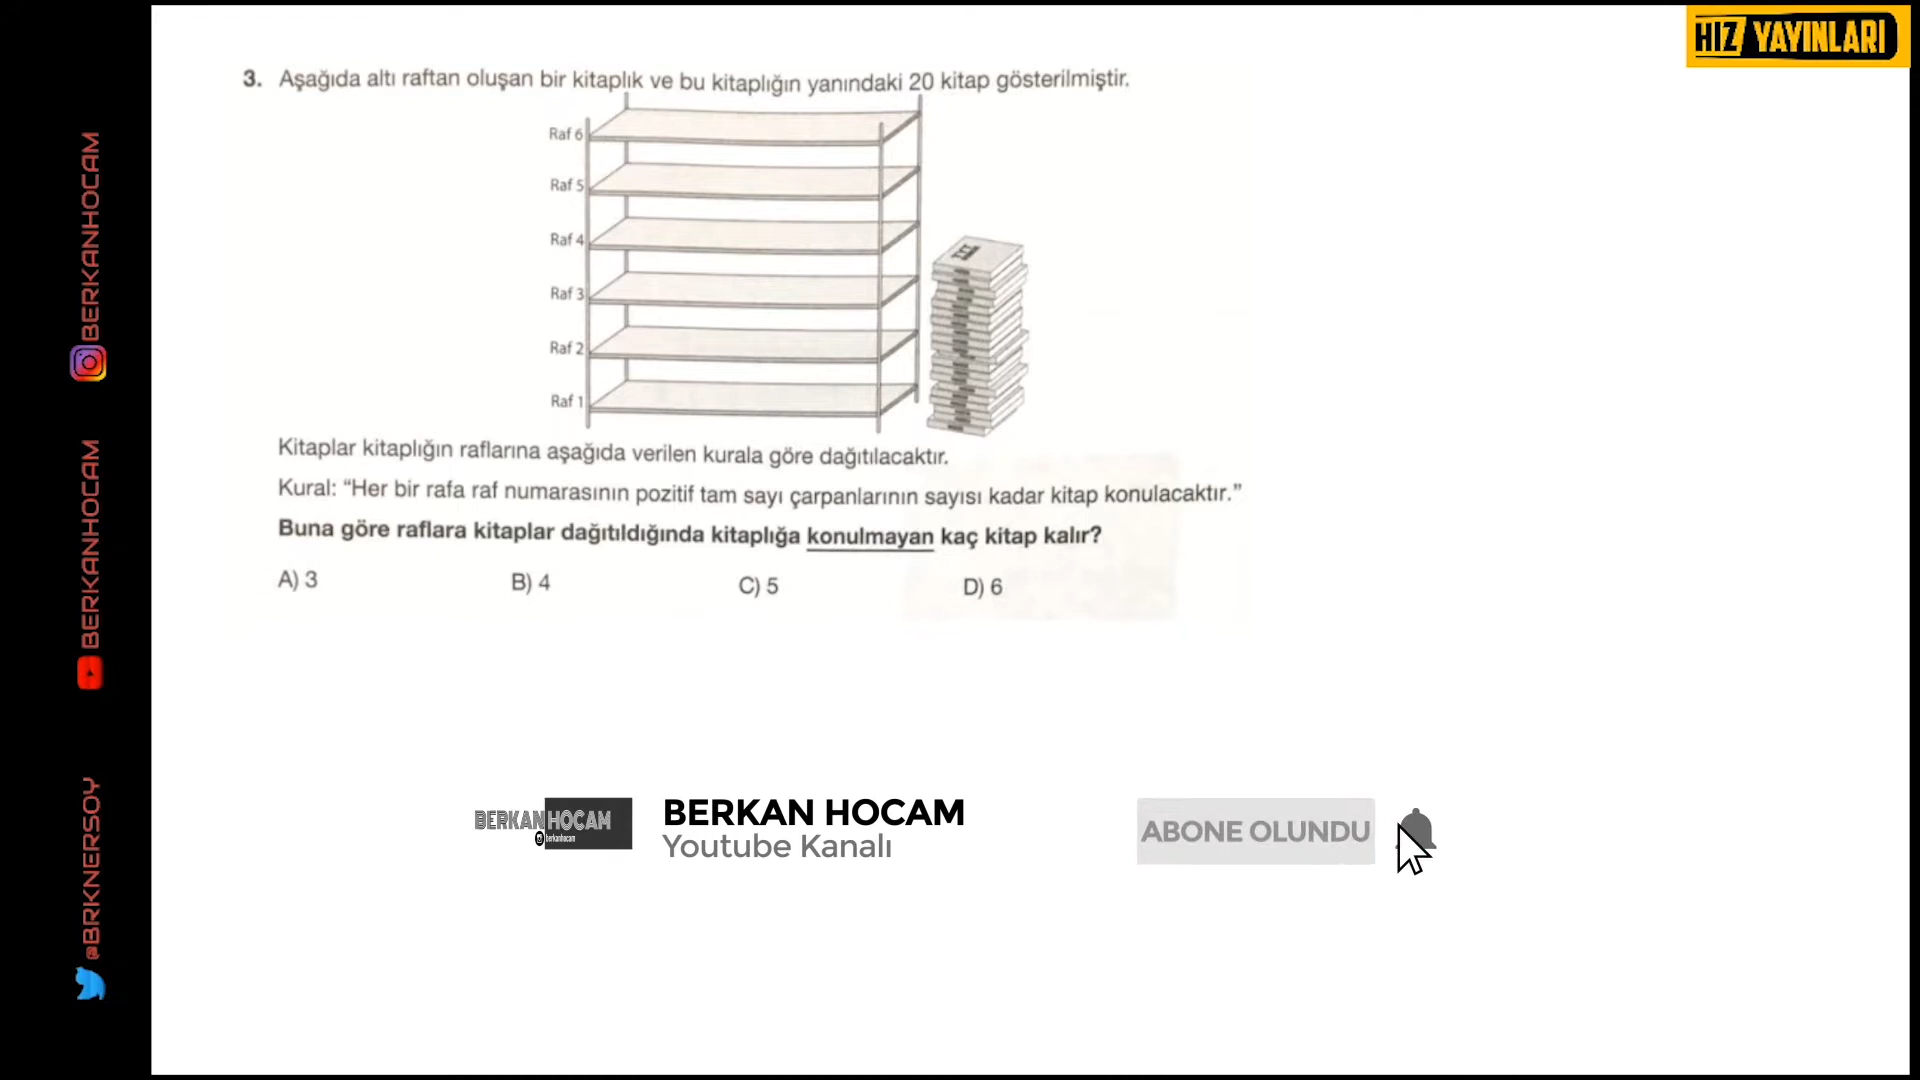 HIZ YAYINLARI
3. Aşağıda altı raftan oluşan bir kitaplık ve bu kitaplığın yanındaki 20 kitap gösterilmiştir.
Raf 6
Raf 5
Raf 4
Raf 3
Raf 2
Raf 1
Kitaplar kitaplığın raflarına aşağıda verilen kurala göre dağıtılacaktır.
Kural: “Her bir rafa raf numarasının pozitif tam sayı çarpanlarının sayısı kadar kitap konulacaktır.”
Buna göre raflara kitaplar dağıtıldığında kitaplığa konulmayan kaç kitap kalır?
A) 3 B) 4 C) 5 D) 6
BERKANHOCAM
BERKANHOCAM
@BRKNERSOY
BERKAN HOCAM
berkanhocam
BERKAN HOCAM
Youtube Kanalı
ABONE OLUNDU